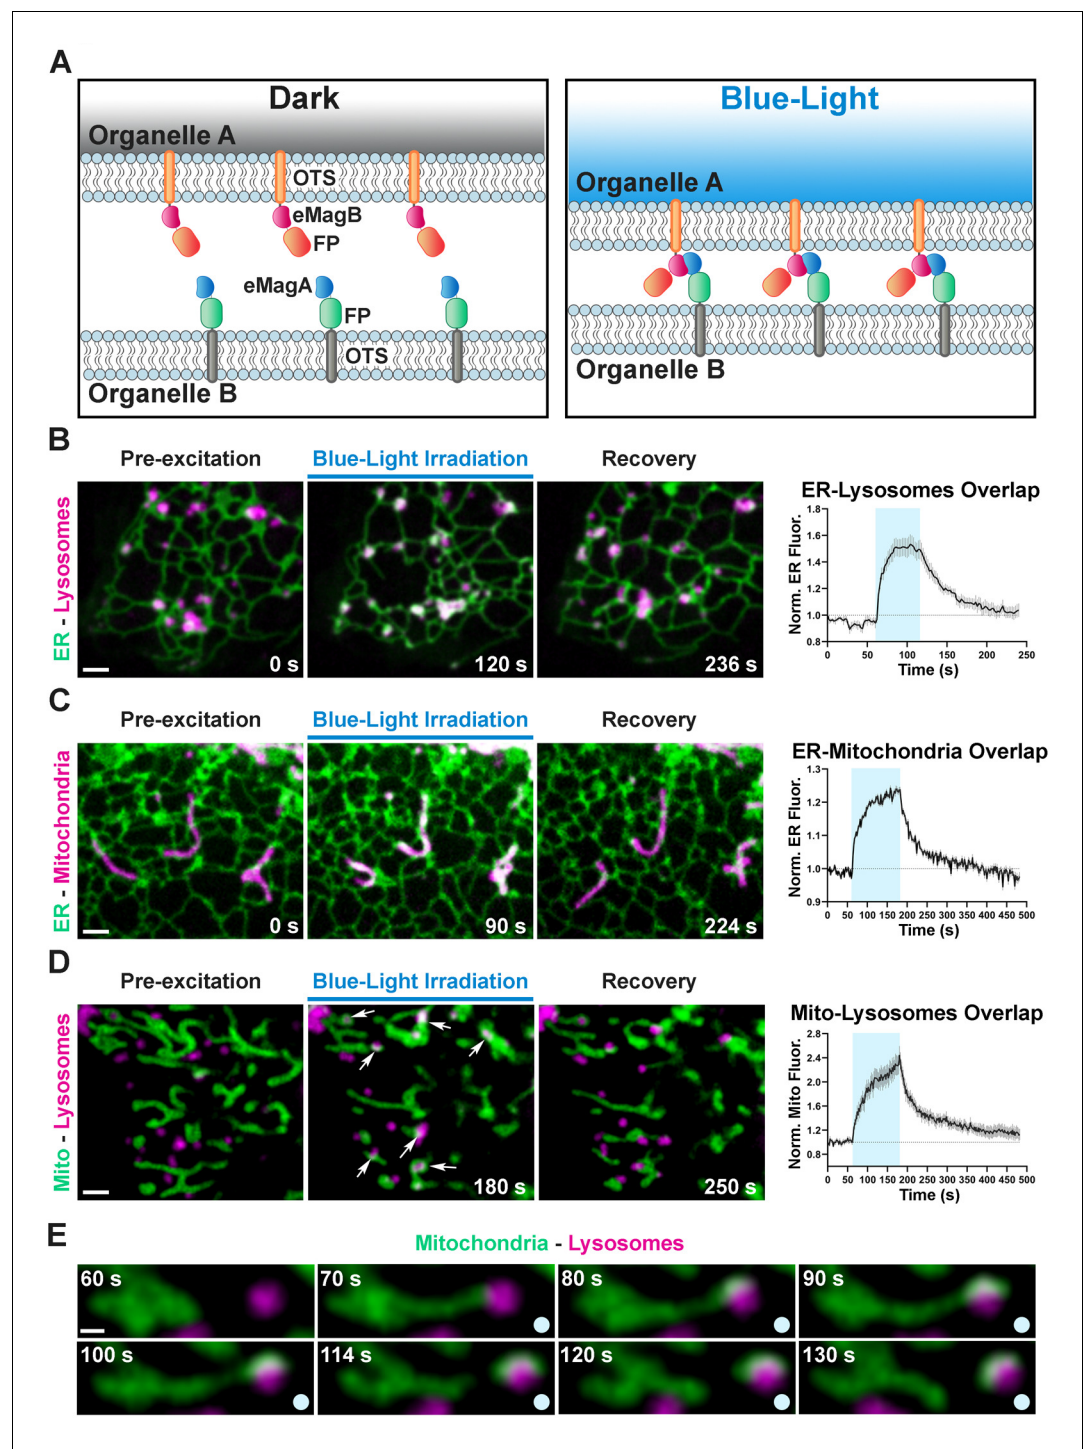 A
Dark
Organelle A
OTS
eMagB
FP
eMagA
FP
OTS
Organelle B
Blue-Light
Organelle A
Organelle B
B
Pre-excitation
Blue-Light Irradiation
Recovery
ER - Lysosomes
0 s
120 s
236 s
ER-Lysosomes Overlap
Norm. ER Fluor.
1.8
1.6
1.4
1.2
1.0
0.8
0 50 100 150 200 250
Time (s)
C
Pre-excitation
Blue-Light Irradiation
Recovery
ER - Mitochondria
0 s
90 s
224 s
ER-Mitochondria Overlap
Norm. ER Fluor.
1.3
1.2
1.1
1.0
0.9
0 50 100 150 200 250 300 350 400 450 500
Time (s)
D
Pre-excitation
Blue-Light Irradiation
Recovery
Mito - Lysosomes
180 s
250 s
Mito-Lysosomes Overlap
Norm. Mito Fluor.
2.8
2.4
2.0
1.6
1.2
0.8
0 50 100 150 200 250 300 350 400 450 500
Time (s)
E
Mitochondria - Lysosomes
60 s
70 s
80 s
90 s
100 s
114 s
120 s
130 s